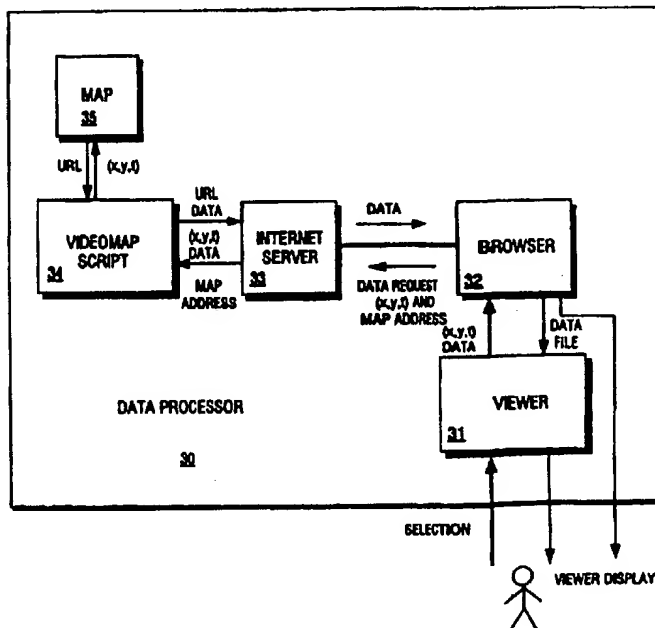 MAP
35
URL
(x,y,t)
URL
DATA
DATA
VIDEOMAP
SCRIPT
34
(x,y,t)
DATA
INTERNET
SERVER
33
BROWSER
32
MAP
ADDRESS
DATA REQUEST
(x,y,t) AND
MAP ADDRESS
(x,y,t)
DATA
DATA
FILE
VIEWER
31
DATA PROCESSOR
30
SELECTION
VIEWER DISPLAY